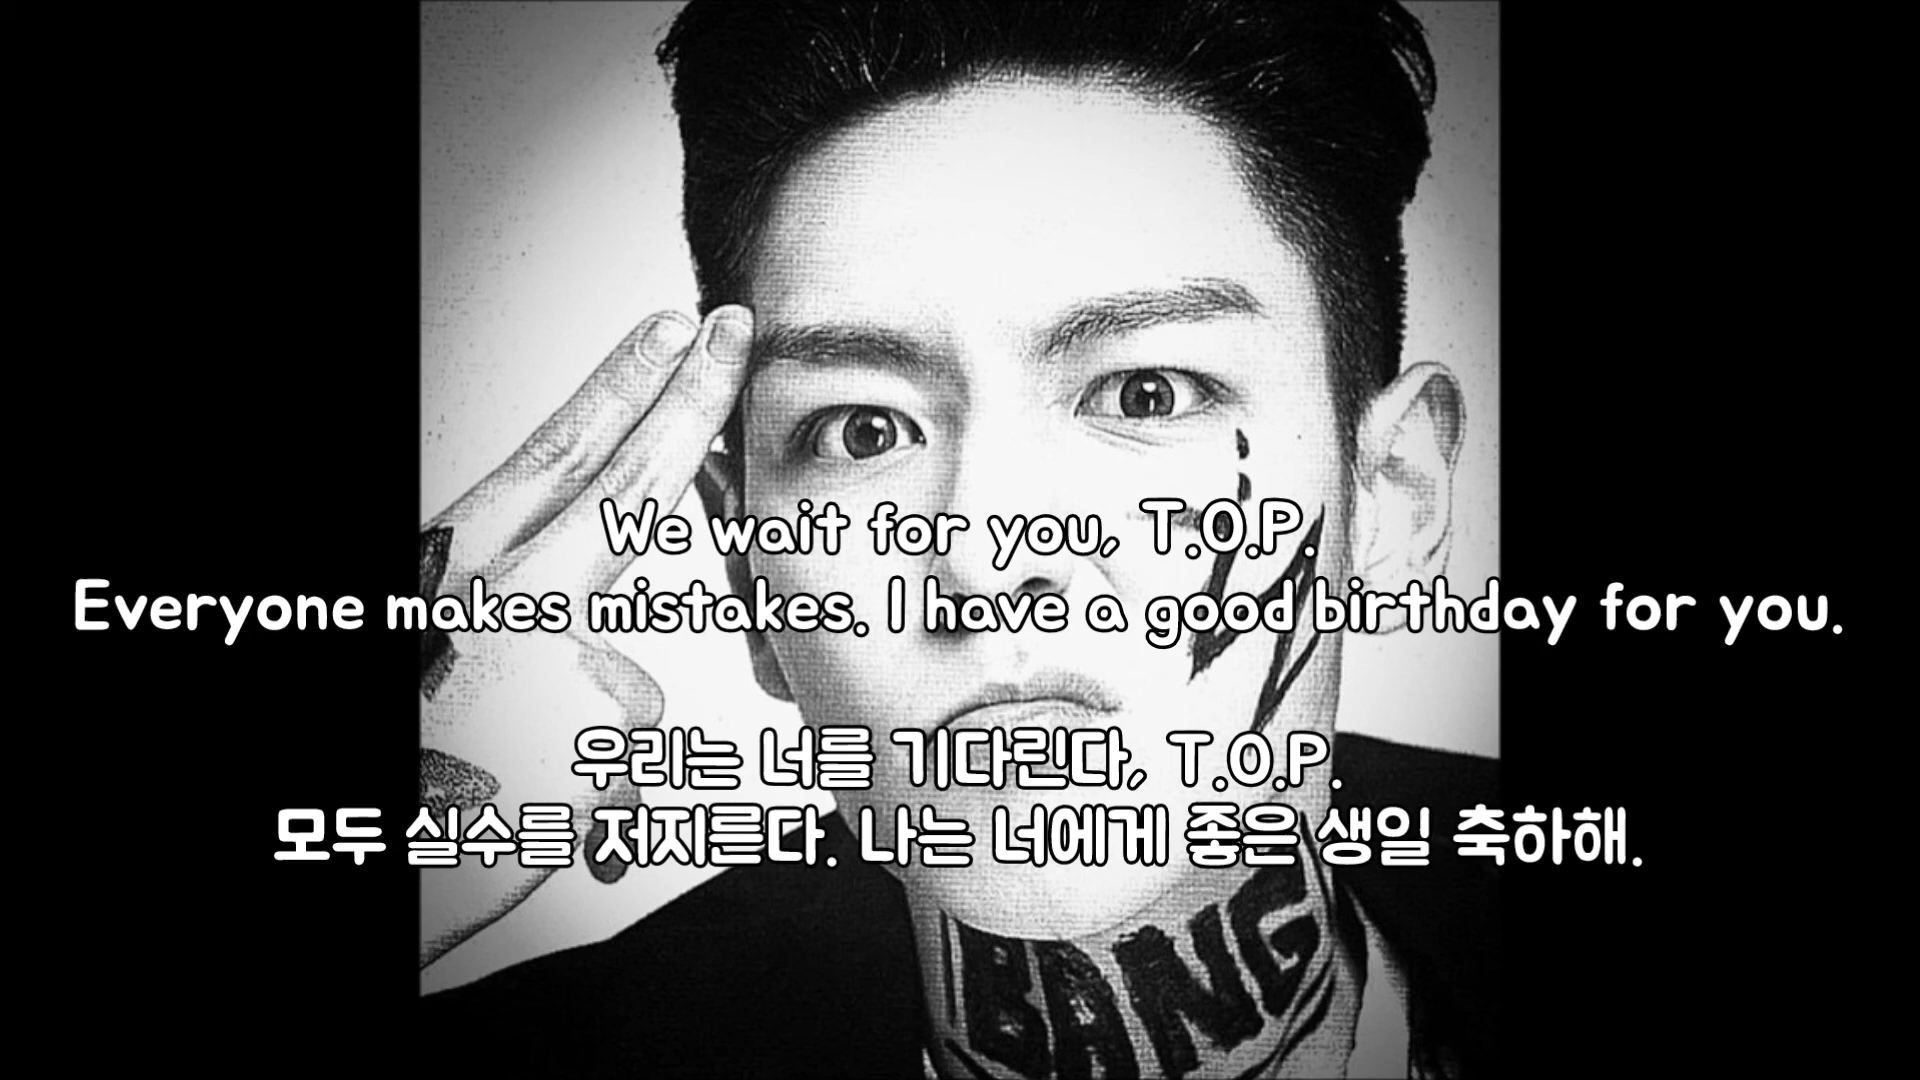 We wait for you, T.O.P.
Everyone makes mistakes. I have a good birthday for you.
우리는 너를 기다린다, T.O.P.
모두 실수를 저지른다. 나는 너에게 좋은 생일 축하해.
BANG